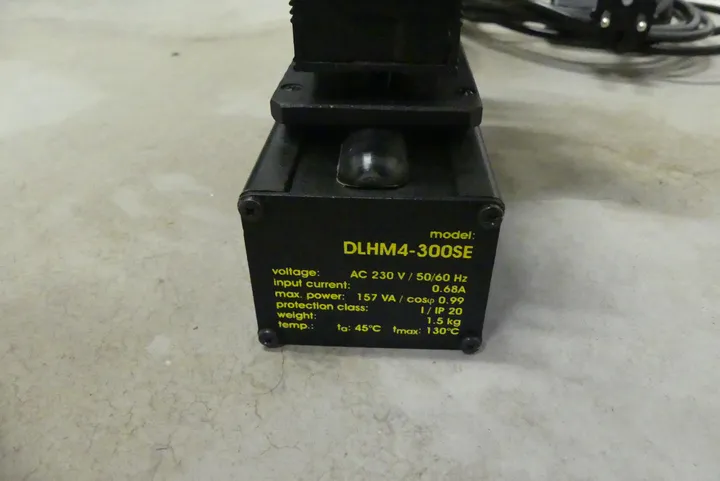 model:
DLHM4-300SE
voltage: AC 230 V / 50/60 Hz
input current: 0.68A
max. power: 157 VA / cosφ 0.99
protection class: I / IP 20
weight: 1.5 kg
temp.: ta: 45°C tmax: 130°C